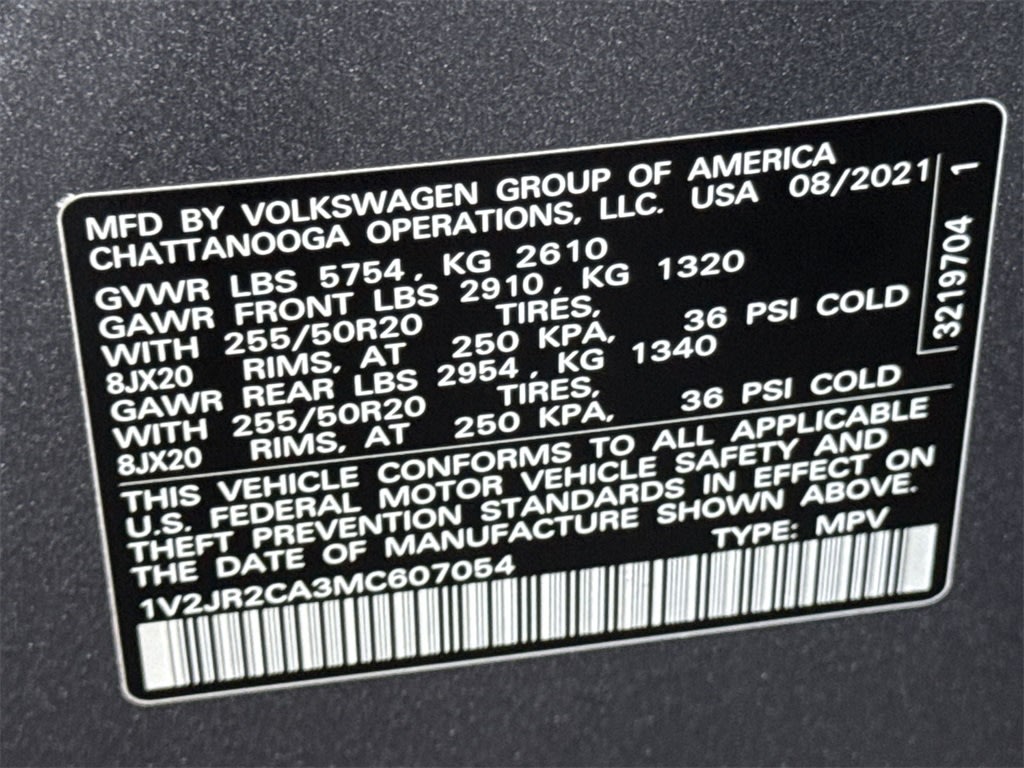 MFD BY VOLKSWAGEN GROUP OF AMERICA
CHATTANOOGA OPERATIONS, LLC. USA 08/2021
GVWR LBS 5754, KG 2610
GAWR FRONT LBS 2910, KG 1320
WITH 255/50R20 TIRES,
8JX20 RIMS, AT 250 KPA, 36 PSI COLD
GAWR REAR LBS 2954, KG 1340
WITH 255/50R20 TIRES,
8JX20 RIMS, AT 250 KPA, 36 PSI COLD
3219704 1
THIS VEHICLE CONFORMS TO ALL APPLICABLE
U.S. FEDERAL MOTOR VEHICLE SAFETY AND
THEFT PREVENTION STANDARDS IN EFFECT ON
THE DATE OF MANUFACTURE SHOWN ABOVE.
1V2JR2CA3MC607054 TYPE: MPV